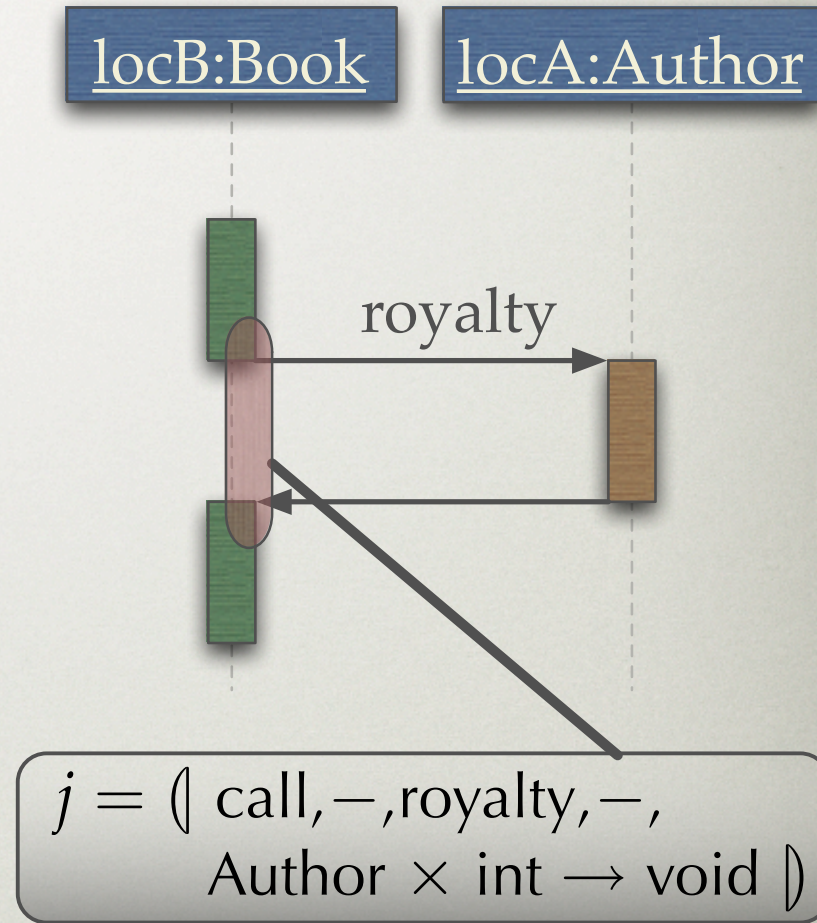 locB:Book
locA:Author
royalty
j = ⦇ call,−,royalty,−,
Author × int → void ⦈